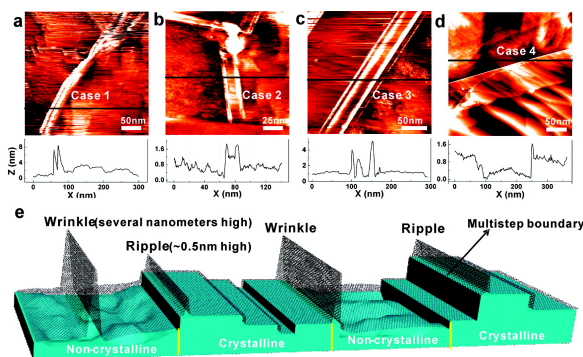 a
b
c
d
Case 1
Case 2
Case 3
Case 4
50nm
25nm
50nm
50nm
Z (nm)
8
4
0
0 100 200 300
X (nm)
1.6
0.8
0.0
0 40 80 120
X (nm)
4
2
0
0 100 200 300
X (nm)
1.6
0.8
0.0
0 100 200 300
X (nm)
e
Wrinkle(several nanometers high)
Ripple(~0.5nm high)
Wrinkle
Ripple
Multistep boundary
Non-crystalline
Crystalline
Non-crystalline
Crystalline